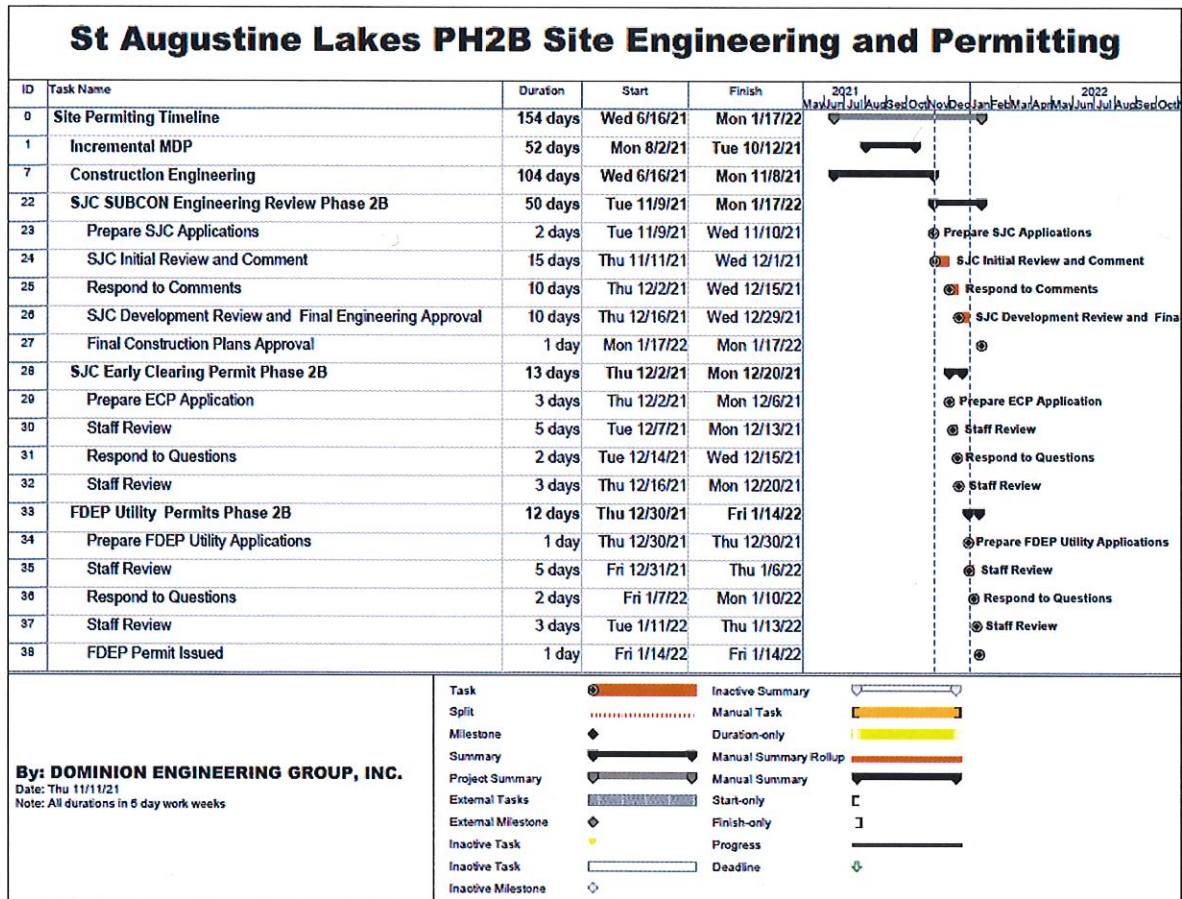 St Augustine Lakes PH2B Site Engineering and Permitting
ID Task Name Duration Start Finish 2021 2022
May Jun Jul Aug Sep Oct Nov Dec Jan Feb Mar Apr May Jun Jul Aug Sep Oct
0 Site Permiting Timeline 154 days Wed 6/16/21 Mon 1/17/22
1 Incremental MDP 52 days Mon 8/2/21 Tue 10/12/21
7 Construction Engineering 104 days Wed 6/16/21 Mon 11/8/21
22 SJC SUBCON Engineering Review Phase 2B 50 days Tue 11/9/21 Mon 1/17/22
23 Prepare SJC Applications 2 days Tue 11/9/21 Wed 11/10/21 Prepare SJC Applications
24 SJC Initial Review and Comment 15 days Thu 11/11/21 Wed 12/1/21 SJC Initial Review and Comment
25 Respond to Comments 10 days Thu 12/2/21 Wed 12/15/21 Respond to Comments
26 SJC Development Review and Final Engineering Approval 10 days Thu 12/16/21 Wed 12/29/21 SJC Development Review and Fina
27 Final Construction Plans Approval 1 day Mon 1/17/22 Mon 1/17/22
28 SJC Early Clearing Permit Phase 2B 13 days Thu 12/2/21 Mon 12/20/21
29 Prepare ECP Application 3 days Thu 12/2/21 Mon 12/6/21 Prepare ECP Application
30 Staff Review 5 days Tue 12/7/21 Mon 12/13/21 Staff Review
31 Respond to Questions 2 days Tue 12/14/21 Wed 12/15/21 Respond to Questions
32 Staff Review 3 days Thu 12/16/21 Mon 12/20/21 Staff Review
33 FDEP Utility Permits Phase 2B 12 days Thu 12/30/21 Fri 1/14/22
34 Prepare FDEP Utility Applications 1 day Thu 12/30/21 Thu 12/30/21 Prepare FDEP Utility Applications
35 Staff Review 5 days Fri 12/31/21 Thu 1/6/22 Staff Review
36 Respond to Questions 2 days Fri 1/7/22 Mon 1/10/22 Respond to Questions
37 Staff Review 3 days Tue 1/11/22 Thu 1/13/22 Staff Review
38 FDEP Permit Issued 1 day Fri 1/14/22 Fri 1/14/22
By: DOMINION ENGINEERING GROUP, INC.
Date: Thu 11/11/21
Note: All durations in 5 day work weeks
Task
Split
Milestone
Summary
Project Summary
External Tasks
External Milestone
Inactive Task
Inactive Task
Inactive Milestone
Inactive Summary
Manual Task
Duration-only
Manual Summary Rollup
Manual Summary
Start-only
Finish-only
Progress
Deadline